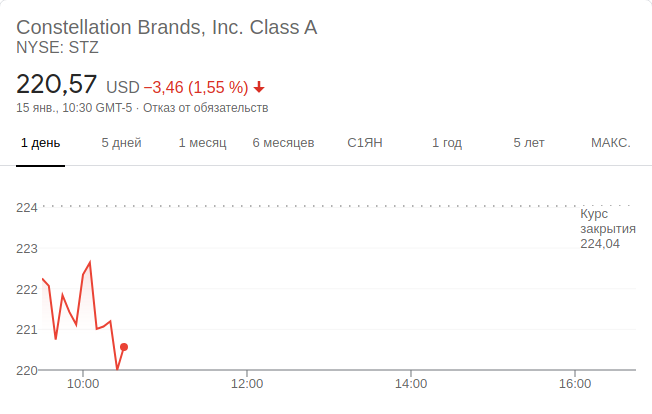 Constellation Brands, Inc. Class A
NYSE: STZ
220,57 USD −3,46 (1,55 %)
15 янв., 10:30 GMT-5 · Отказ от обязательств
1 день 5 дней 1 месяц 6 месяцев С1ЯН 1 год 5 лет МАКС.
224
Курс
закрытия
224,04
223
222
221
220
10:00 12:00 14:00 16:00